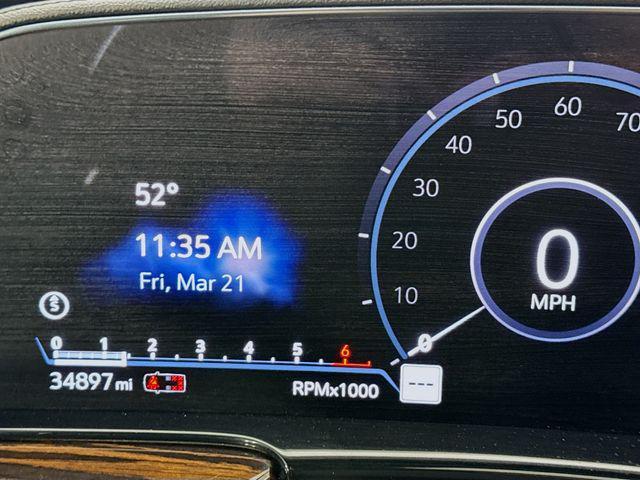 52°
11:35 AM
Fri, Mar 21
S
0 1 2 3 4 5 6
34897 mi
RPMx1000
0 10 20 30 40 50 60 70
0
MPH
---